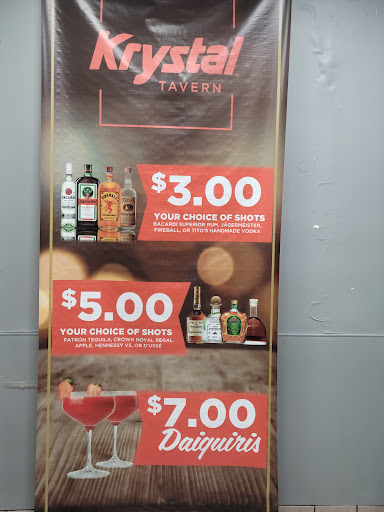 Krystal
TAVERN
$3.00
YOUR CHOICE OF SHOTS
BACARDI SUPERIOR RUM, JÄGERMEISTER,
FIREBALL, OR TITO'S HANDMADE VODKA
$5.00
YOUR CHOICE OF SHOTS
PATRÓN TEQUILA, CROWN ROYAL REGAL
APPLE, HENNESSY VS, OR D'USSÉ
$7.00
Daiquiris